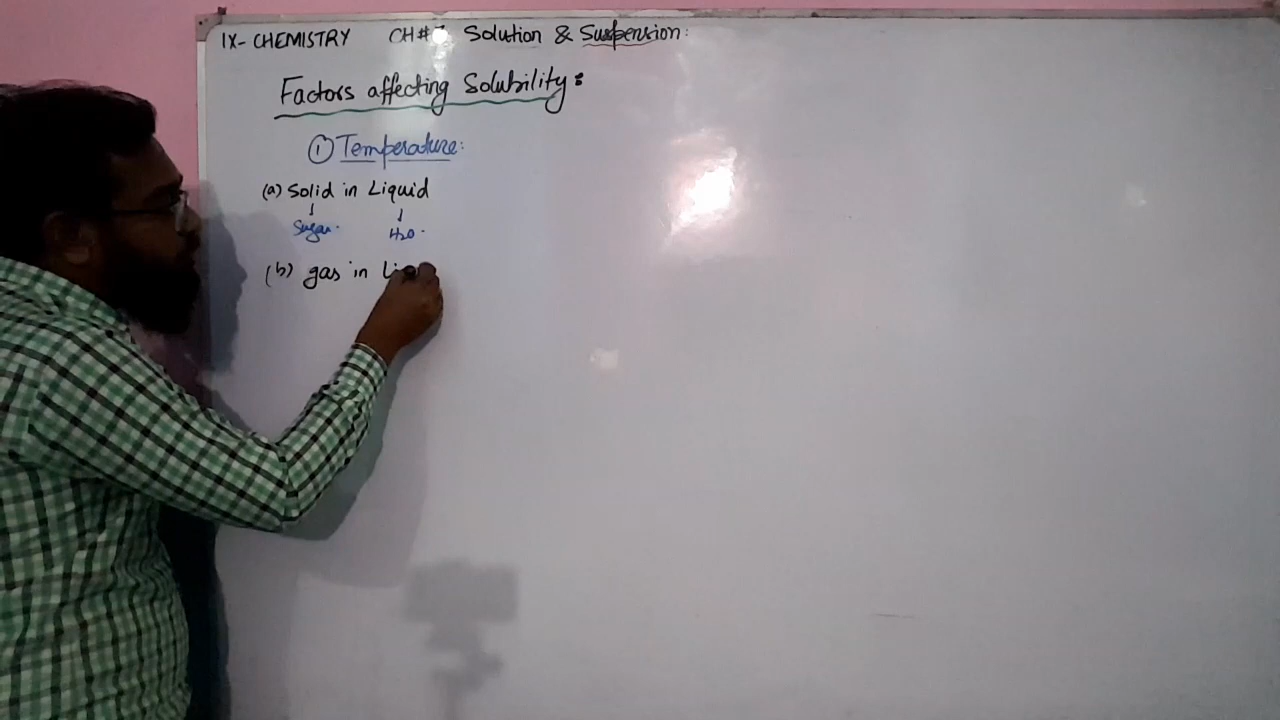 IX- CHEMISTRY CH# Solution & Suspension:
Factors affecting Solubility:
① Temperature:
(a) Solid in Liquid
↓ ↓
Sugar. H2O.
(b) gas in